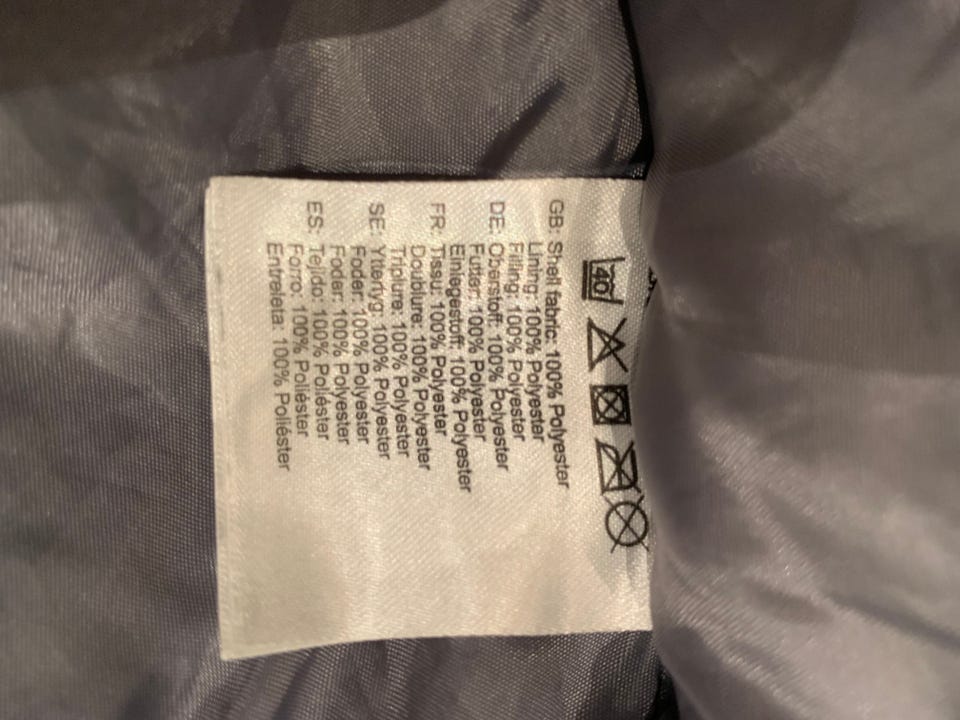 40
GB: Shell fabric: 100% Polyester
Lining: 100% Polyester
Filling: 100% Polyester
DE: Oberstoff: 100% Polyester
Futter: 100% Polyester
Einlegestoff: 100% Polyester
FR: Tissu: 100% Polyester
Doublure: 100% Polyester
Triplure: 100% Polyester
SE: Yttertyg: 100% Polyester
Foder: 100% Polyester
Foder: 100% Polyester
ES: Tejido: 100% Poliéster
Forro: 100% Poliéster
Entretela: 100% Poliéster